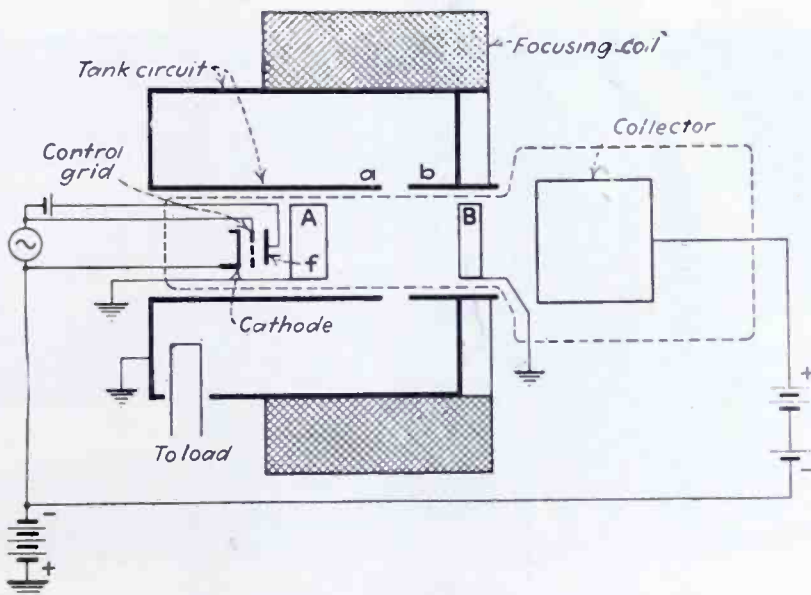 Focusing coil
Tank circuit
Collector
Control
grid
a
b
A
B
f
Cathode
To load
+
-
-
+